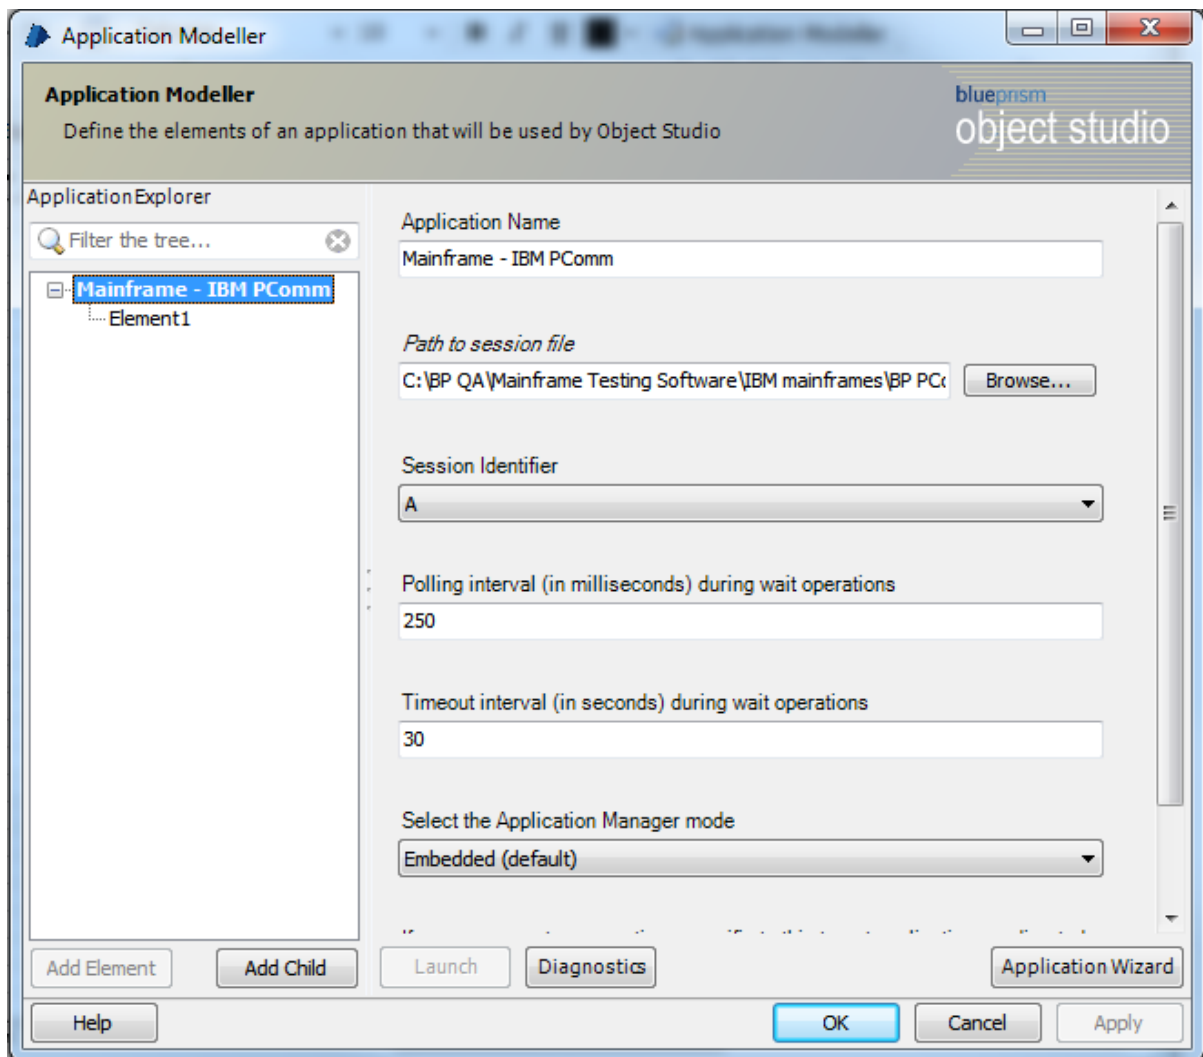 Application Modeller
Application Modeller
Define the elements of an application that will be used by Object Studio
blueprism
object studio
ApplicationExplorer
Filter the tree...
Mainframe - IBM PComm
Element1
Application Name
Mainframe - IBM PComm
Path to session file
C:\BP QA\Mainframe Testing Software\IBM mainframes\BP PCo
Browse...
Session Identifier
A
Polling interval (in milliseconds) during wait operations
250
Timeout interval (in seconds) during wait operations
30
Select the Application Manager mode
Embedded (default)
Add Element
Add Child
Launch
Diagnostics
Application Wizard
Help
OK
Cancel
Apply